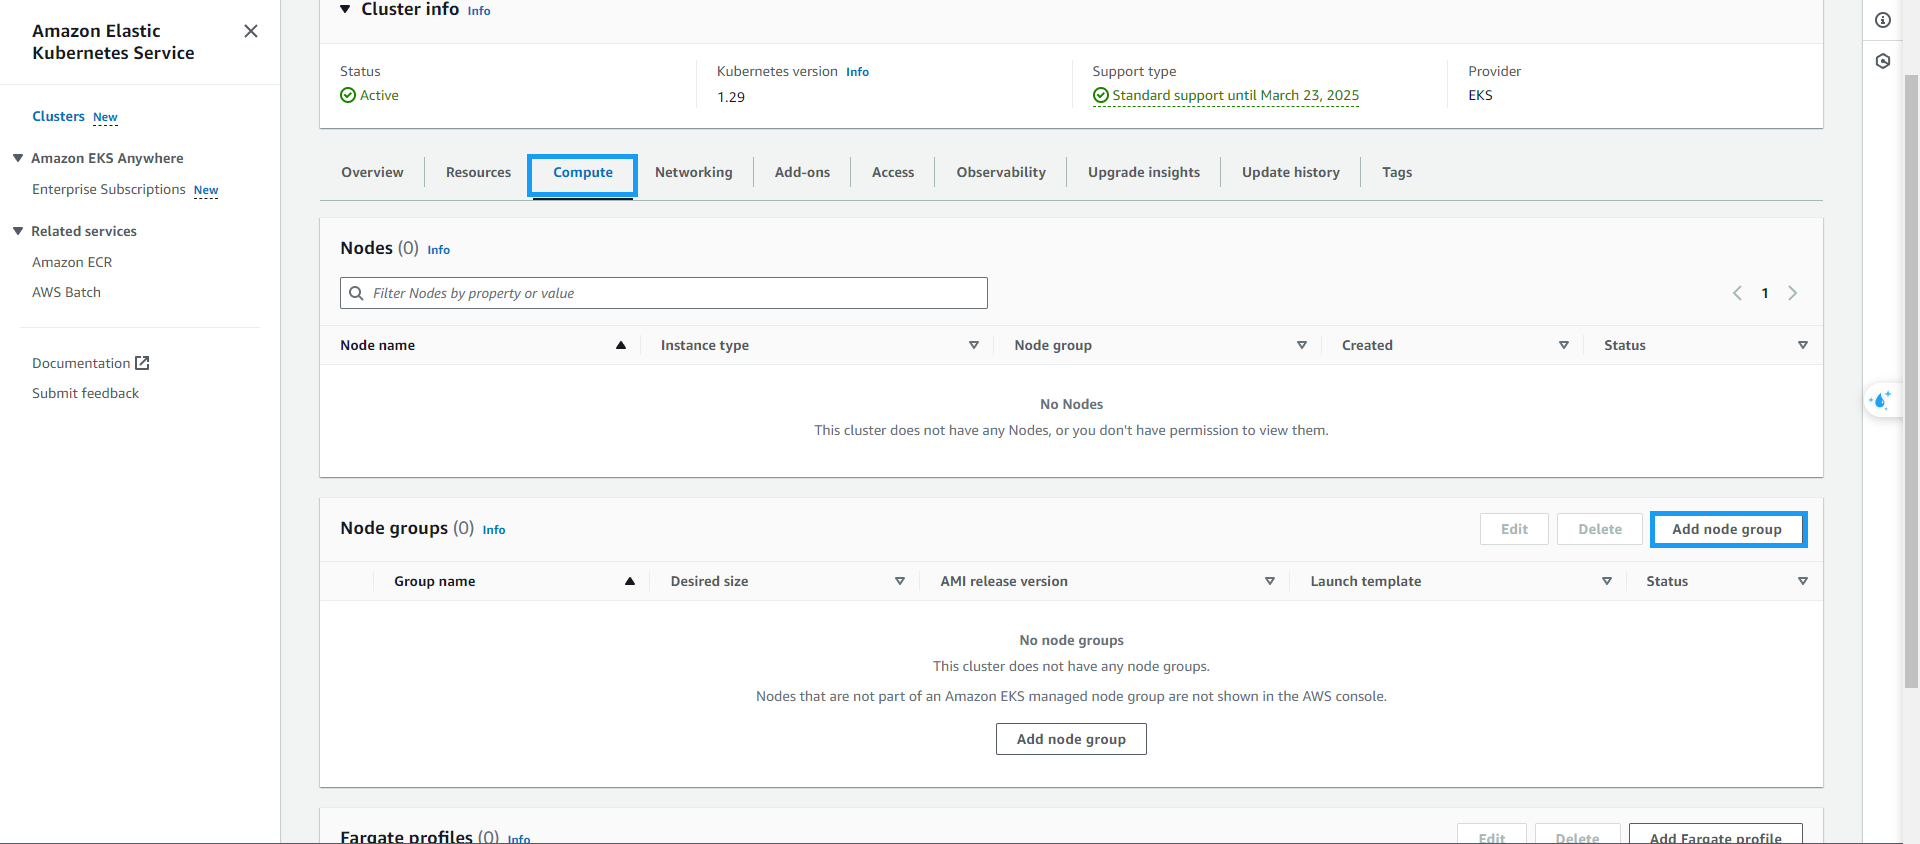 Amazon Elastic
Kubernetes Service
Clusters New
Amazon EKS Anywhere
Enterprise Subscriptions New
Related services
Amazon ECR
AWS Batch
Documentation
Submit feedback
Cluster info Info
Status
Active
Kubernetes version Info
1.29
Support type
Standard support until March 23, 2025
Provider
EKS
Overview Resources Compute Networking Add-ons Access Observability Upgrade insights Update history Tags
Nodes (0) Info
Filter Nodes by property or value
1
Node name Instance type Node group Created Status
No Nodes
This cluster does not have any Nodes, or you don't have permission to view them.
Node groups (0) Info
Edit Delete Add node group
Group name Desired size AMI release version Launch template Status
No node groups
This cluster does not have any node groups.
Nodes that are not part of an Amazon EKS managed node group are not shown in the AWS console.
Add node group
Fargate profiles (0) Info
Edit Delete Add Fargate profile